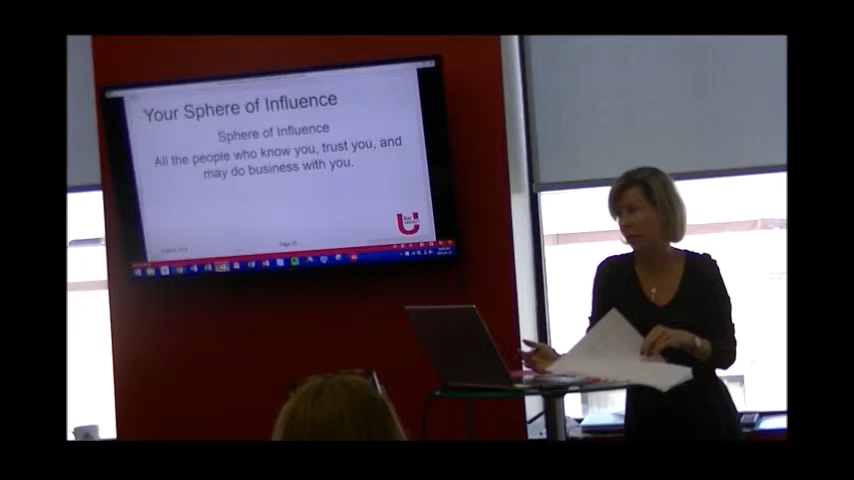 Your Sphere of Influence
Sphere of Influence
All the people who know you, trust you, and
may do business with you.